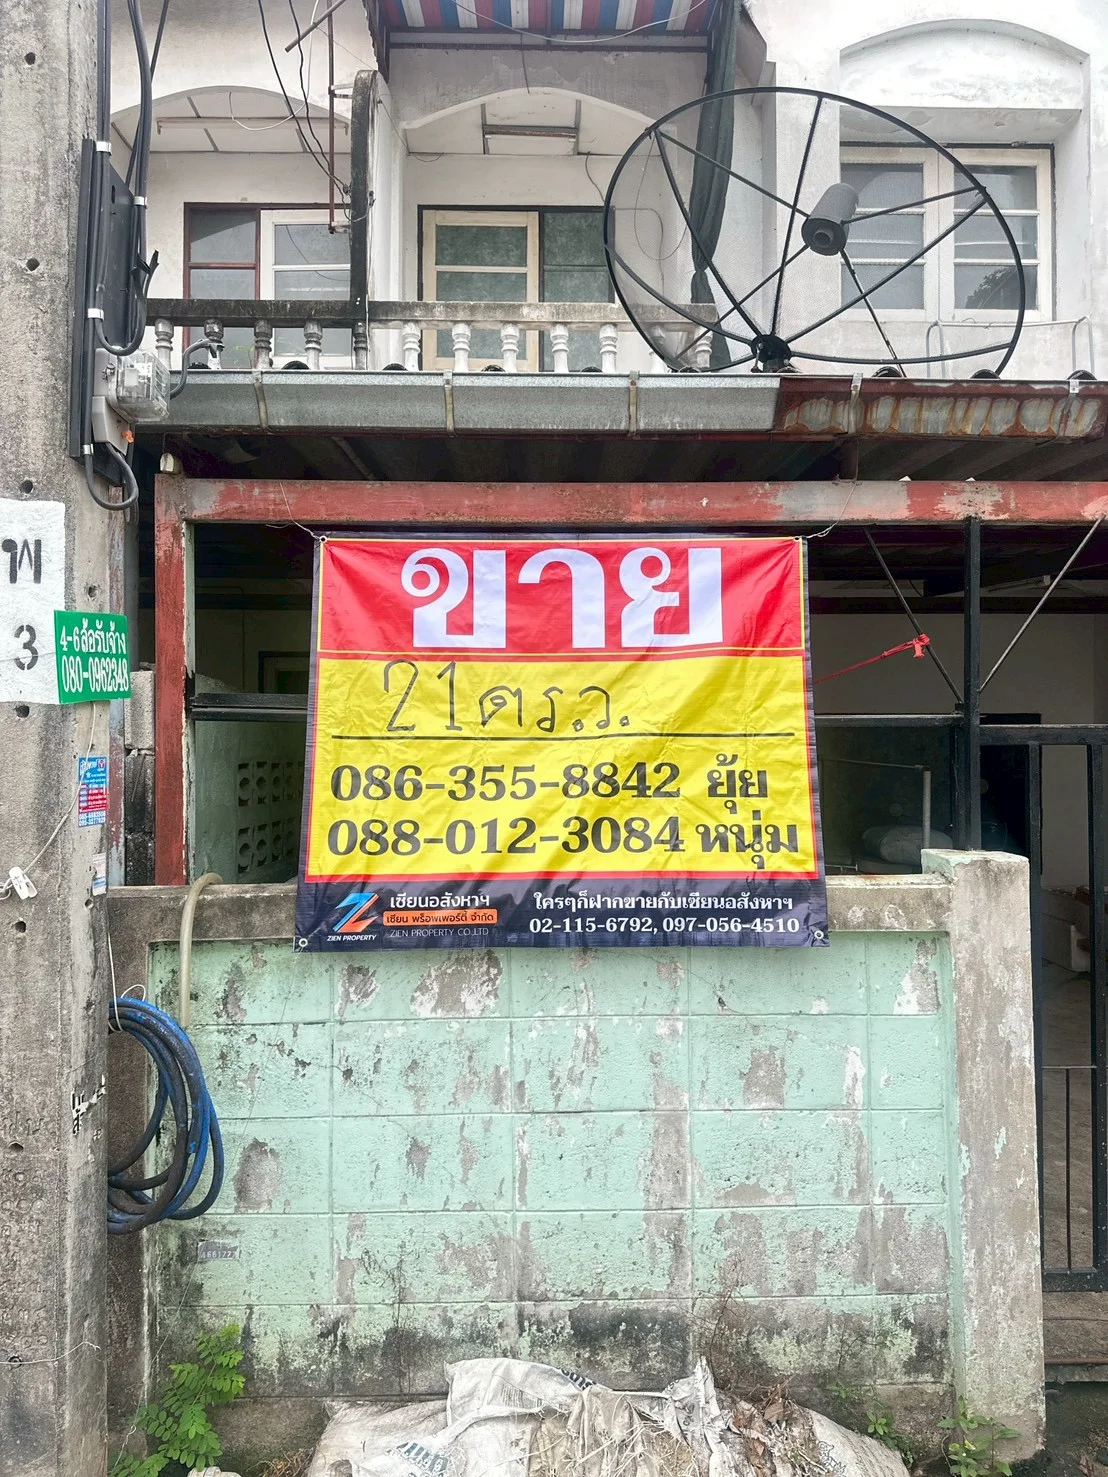 ขาย
21 ตร.ว.
086-355-8842 ยุ้ย
088-012-3084 หนุ่ม
เซียนอสังหาฯ
เซียน พร็อพเพอร์ตี้ จำกัด
ZIEN PROPERTY
ZIEN PROPERTY CO.,LTD
ใครๆก็ฝากขายกับเซียนอสังหาฯ
02-115-6792, 097-056-4510
พ
3
4-6ล้อรับจ้าง
080-0962348